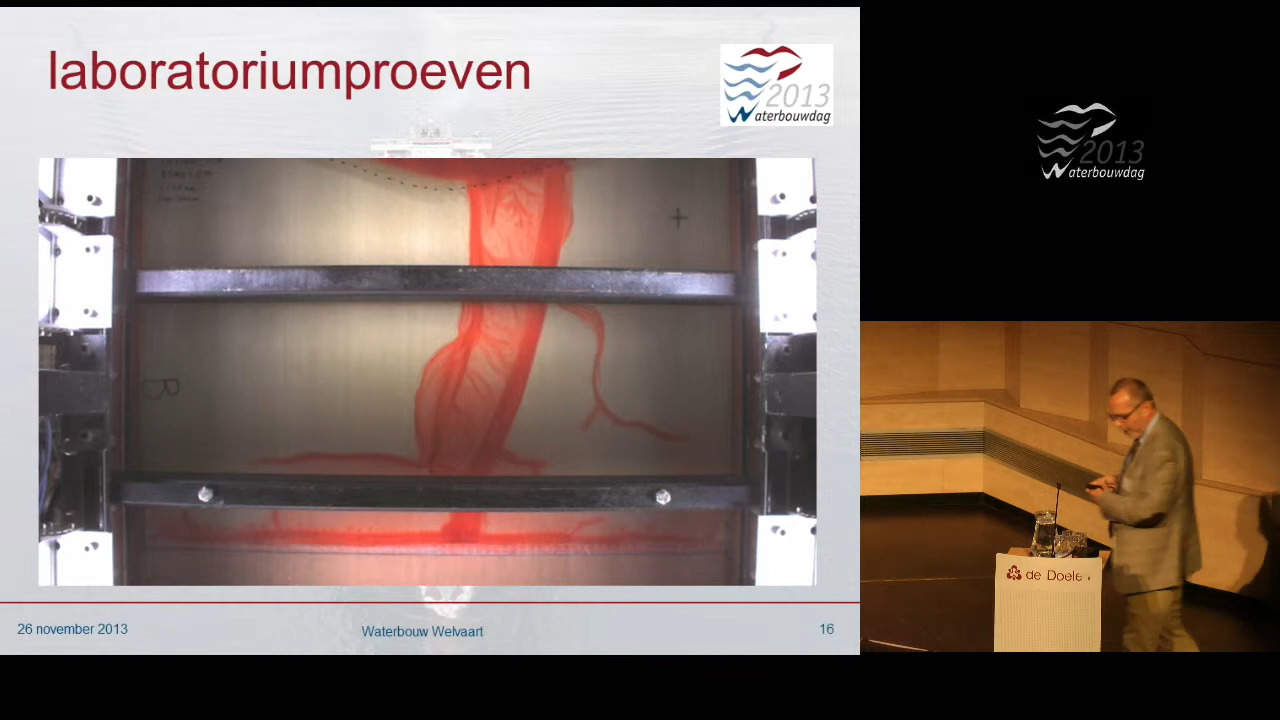 laboratoriumproeven
2013
Waterbouwdag
B
26 november 2013
Waterbouw Welvaart
16
2013
Waterbouwdag
de Doelen